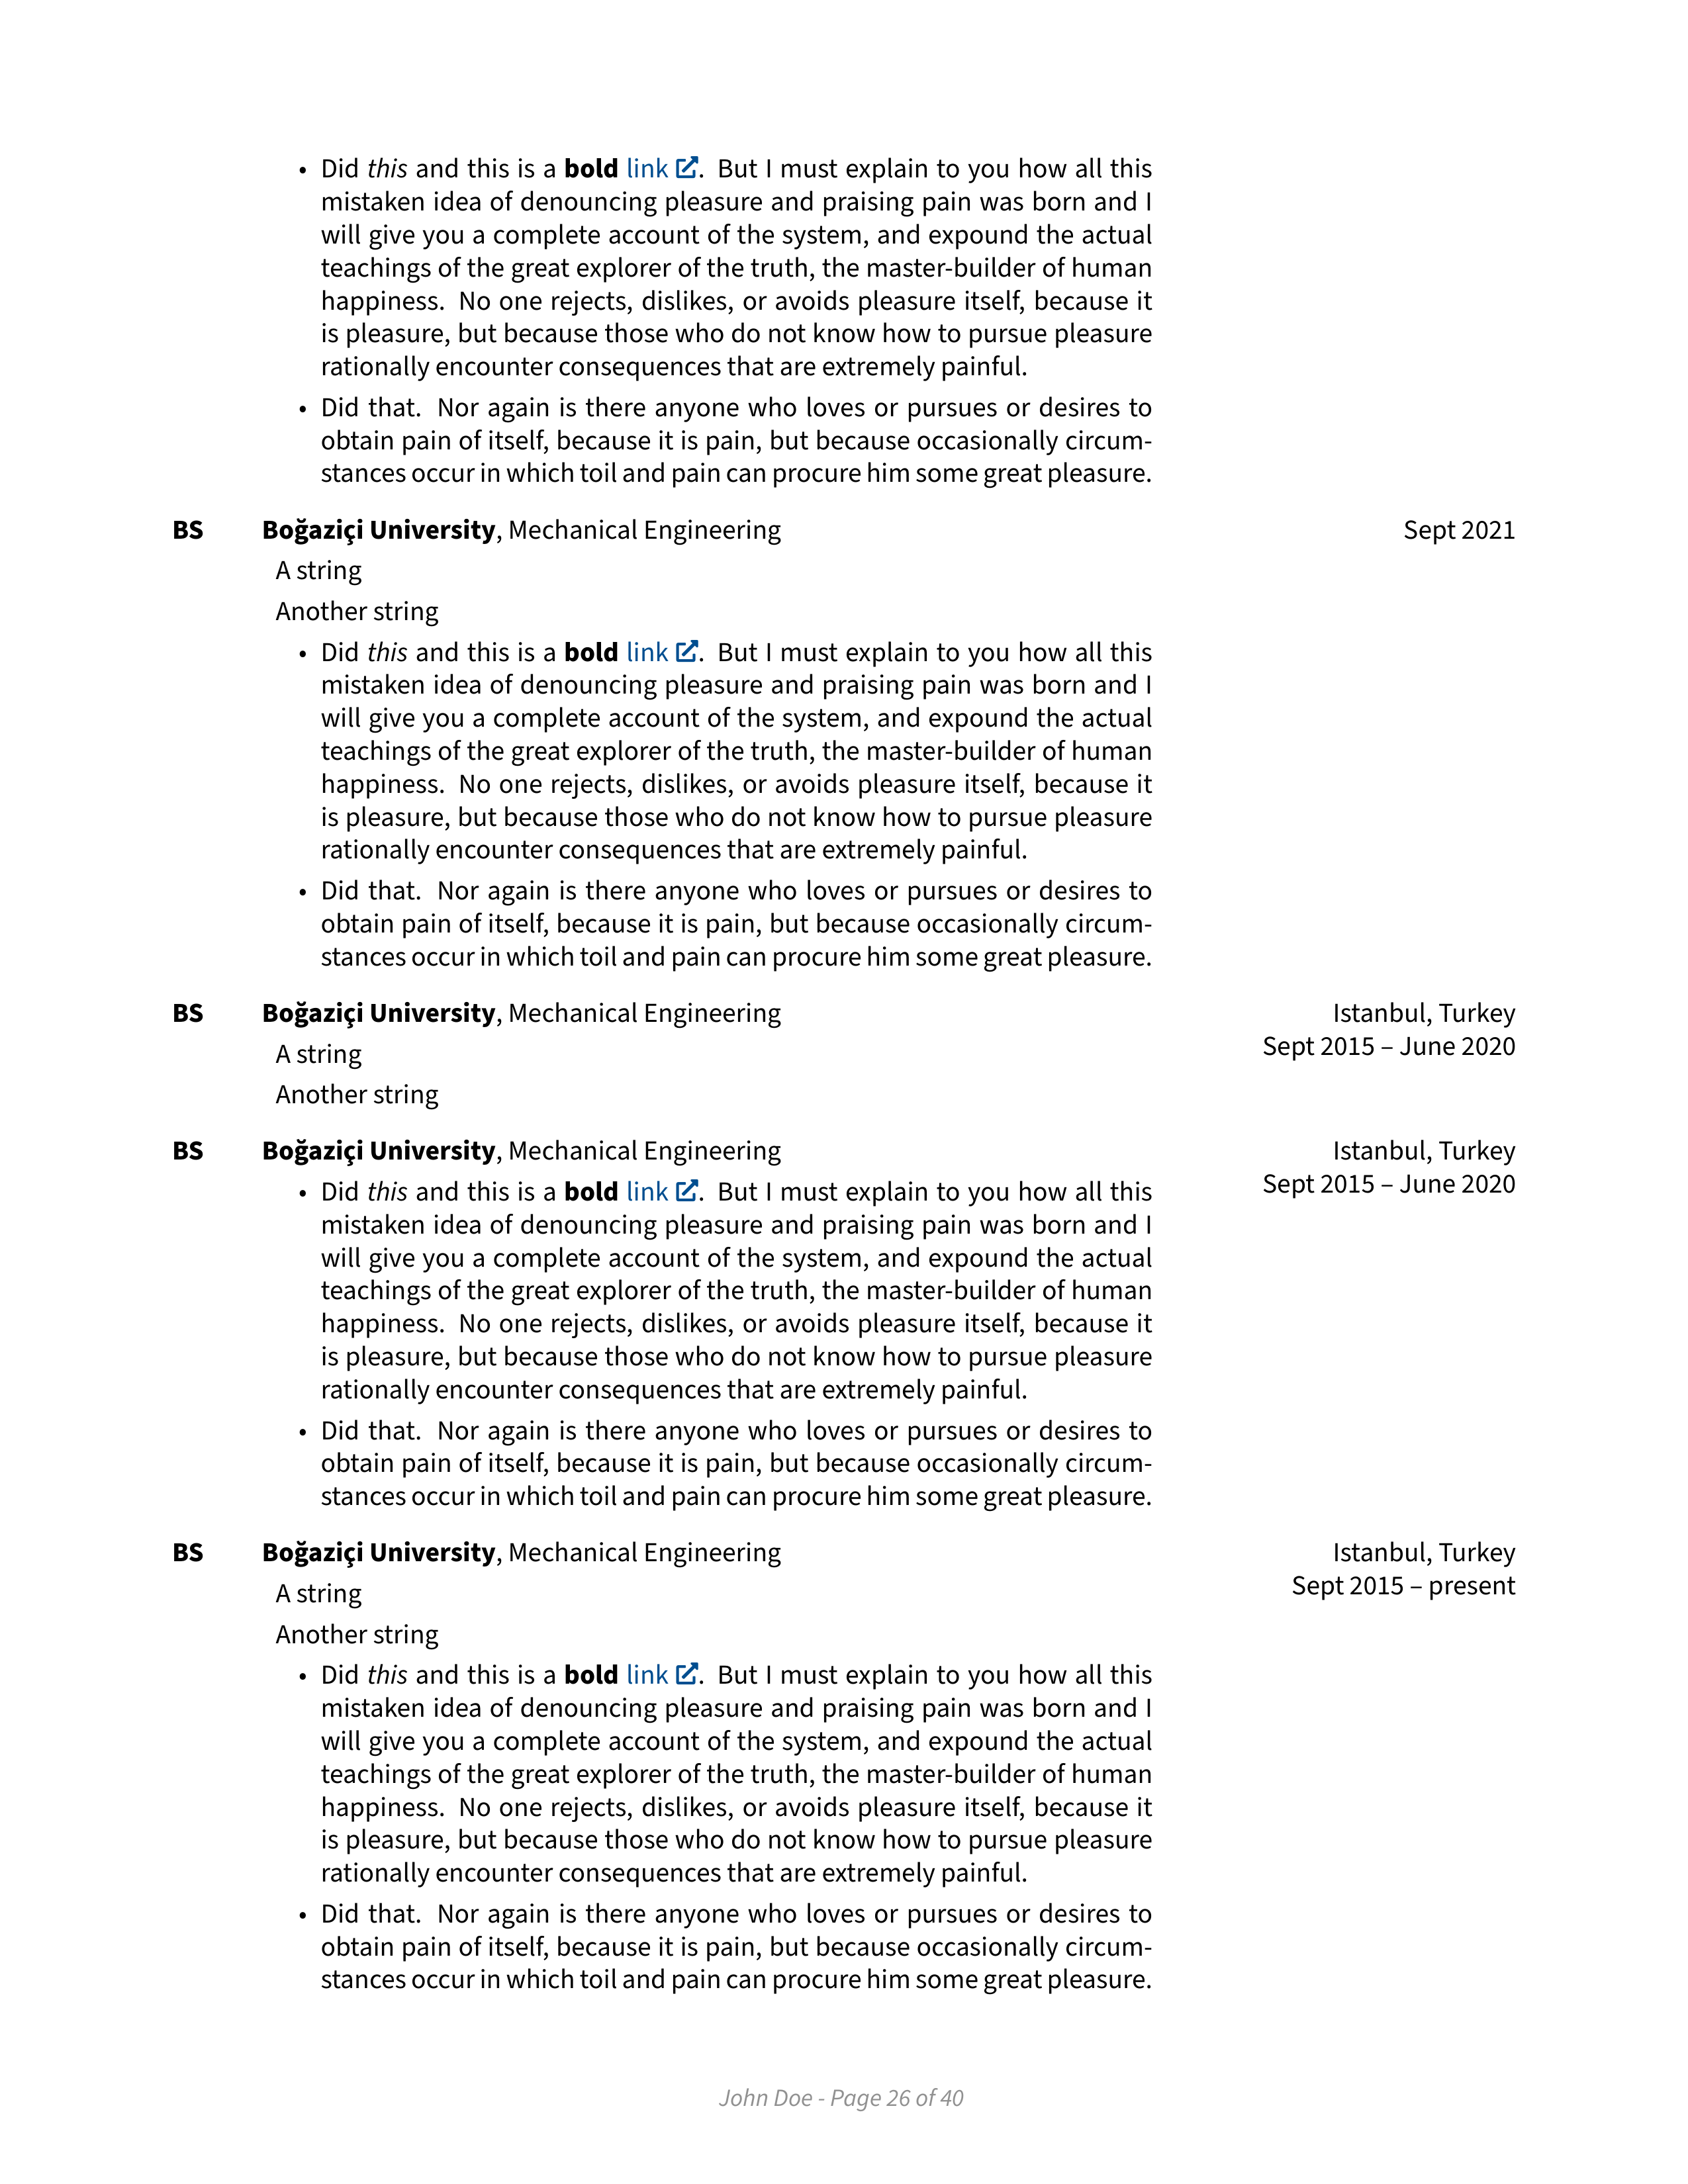 • Did this and this is a bold link. But I must explain to you how all this
mistaken idea of denouncing pleasure and praising pain was born and I
will give you a complete account of the system, and expound the actual
teachings of the great explorer of the truth, the master-builder of human
happiness. No one rejects, dislikes, or avoids pleasure itself, because it
is pleasure, but because those who do not know how to pursue pleasure
rationally encounter consequences that are extremely painful.
• Did that. Nor again is there anyone who loves or pursues or desires to
obtain pain of itself, because it is pain, but because occasionally circum-
stances occur in which toil and pain can procure him some great pleasure.
BS Boğaziçi University, Mechanical Engineering Sept 2021
A string
Another string
• Did this and this is a bold link. But I must explain to you how all this
mistaken idea of denouncing pleasure and praising pain was born and I
will give you a complete account of the system, and expound the actual
teachings of the great explorer of the truth, the master-builder of human
happiness. No one rejects, dislikes, or avoids pleasure itself, because it
is pleasure, but because those who do not know how to pursue pleasure
rationally encounter consequences that are extremely painful.
• Did that. Nor again is there anyone who loves or pursues or desires to
obtain pain of itself, because it is pain, but because occasionally circum-
stances occur in which toil and pain can procure him some great pleasure.
BS Boğaziçi University, Mechanical Engineering Istanbul, Turkey
Sept 2015 – June 2020
A string
Another string
BS Boğaziçi University, Mechanical Engineering Istanbul, Turkey
Sept 2015 – June 2020
• Did this and this is a bold link. But I must explain to you how all this
mistaken idea of denouncing pleasure and praising pain was born and I
will give you a complete account of the system, and expound the actual
teachings of the great explorer of the truth, the master-builder of human
happiness. No one rejects, dislikes, or avoids pleasure itself, because it
is pleasure, but because those who do not know how to pursue pleasure
rationally encounter consequences that are extremely painful.
• Did that. Nor again is there anyone who loves or pursues or desires to
obtain pain of itself, because it is pain, but because occasionally circum-
stances occur in which toil and pain can procure him some great pleasure.
BS Boğaziçi University, Mechanical Engineering Istanbul, Turkey
Sept 2015 – present
A string
Another string
• Did this and this is a bold link. But I must explain to you how all this
mistaken idea of denouncing pleasure and praising pain was born and I
will give you a complete account of the system, and expound the actual
teachings of the great explorer of the truth, the master-builder of human
happiness. No one rejects, dislikes, or avoids pleasure itself, because it
is pleasure, but because those who do not know how to pursue pleasure
rationally encounter consequences that are extremely painful.
• Did that. Nor again is there anyone who loves or pursues or desires to
obtain pain of itself, because it is pain, but because occasionally circum-
stances occur in which toil and pain can procure him some great pleasure.
John Doe - Page 26 of 40